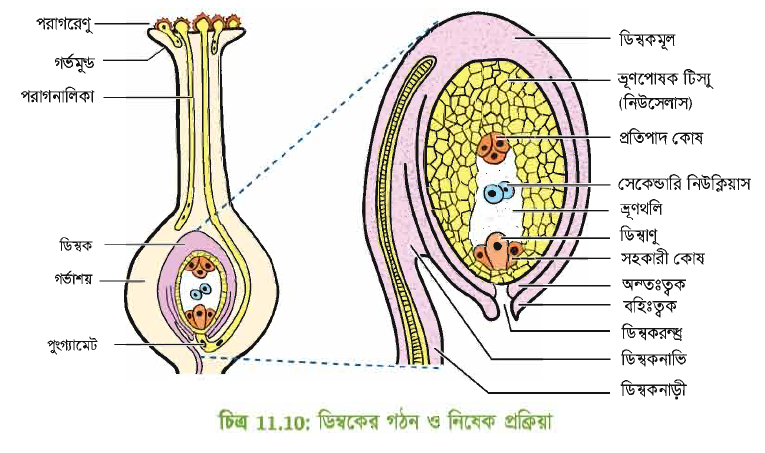 পরাগরেণু
গর্ভমুন্ড
পরাগনালিকা
ডিম্বক
গর্ভাশয়
পুংগ্যামেট
ডিম্বকমূল
ভ্রূণপোষক টিস্যু
(নিউসেলাস)
প্রতিপাদ কোষ
সেকেন্ডারি নিউক্লিয়াস
ভ্রূণথলি
ডিম্বাণু
সহকারী কোষ
অন্তঃত্বক
বহিঃত্বক
ডিম্বকরন্ধ্র
ডিম্বকনাভি
ডিম্বকনাড়ী
চিত্র 11.10: ডিম্বকের গঠন ও নিষেক প্রক্রিয়া